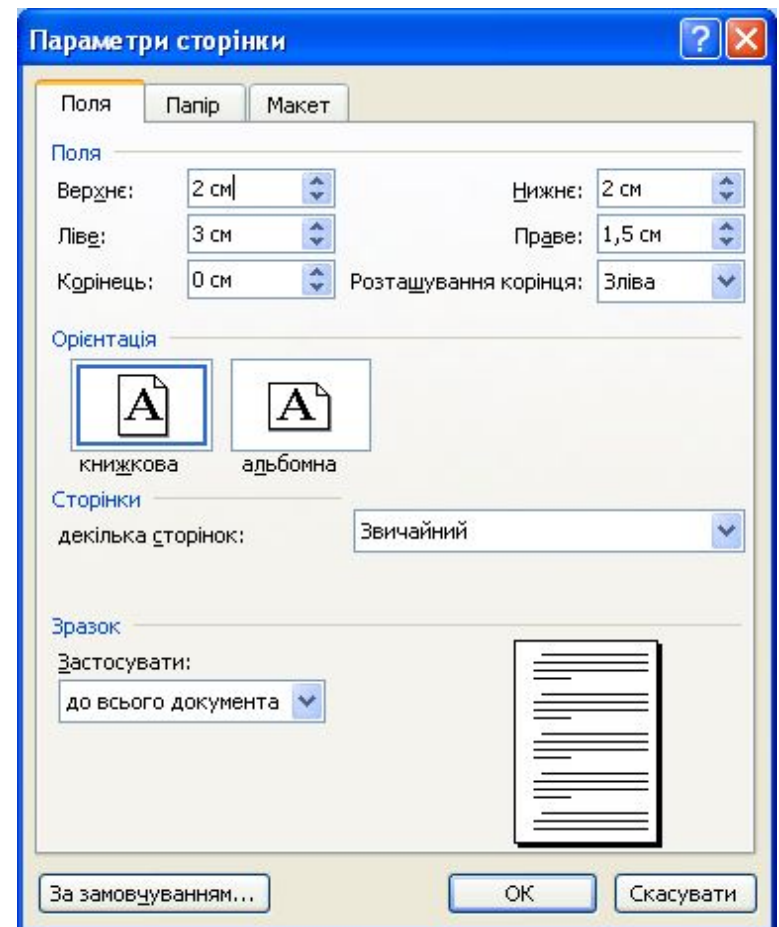 Параметри сторінки
Поля Папір Макет
Поля
Верхнє: 2 см Нижнє: 2 см
Ліве: 3 см Праве: 1,5 см
Корінець: 0 см Розташування корінця: Зліва
Орієнтація
A A
книжкова альбомна
Сторінки
декілька сторінок: Звичайний
Зразок
Застосувати:
до всього документа
За замовчуванням... ОК Скасувати